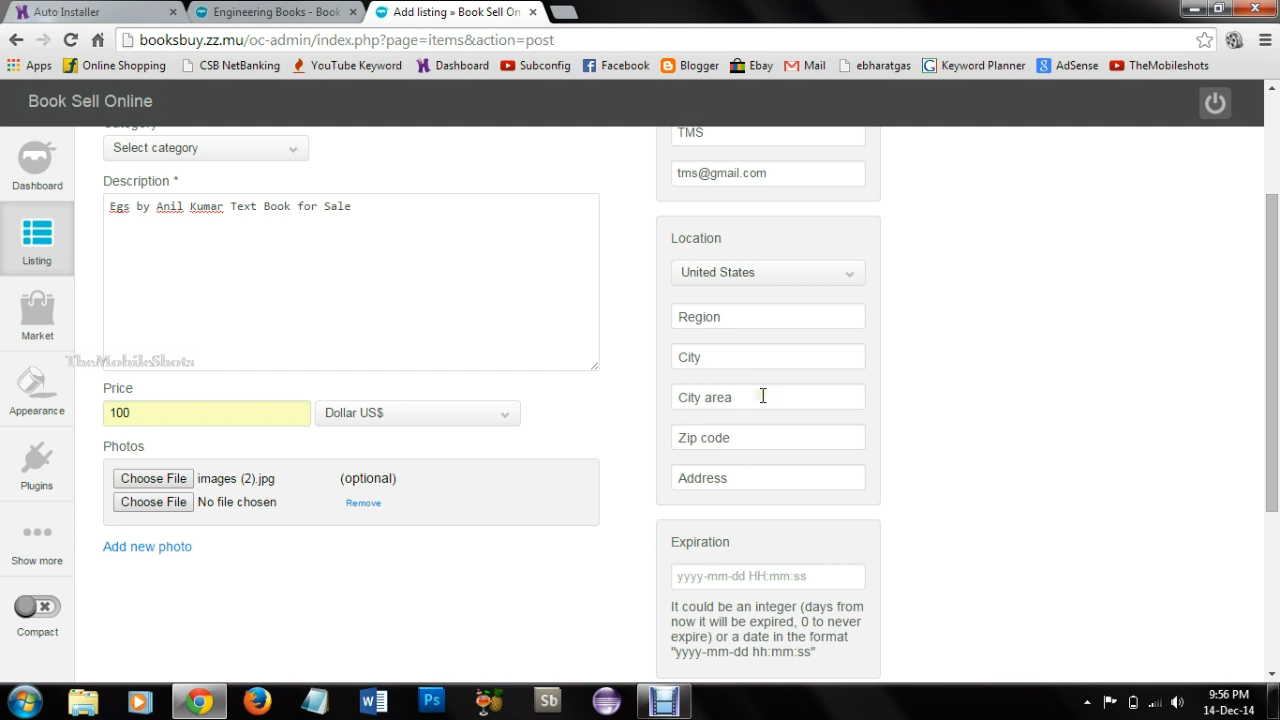 Auto Installer
Engineering Books - Book
Add listing » Book Sell On
booksbuy.zz.mu/oc-admin/index.php?page=items&action=post
Apps
Online Shopping
CSB NetBanking
YouTube Keyword
Dashboard
Subconfig
Facebook
Blogger
Ebay
Mail
ebharatgas
Keyword Planner
AdSense
TheMobileshots
Book Sell Online
Dashboard
Listing
Market
Appearance
Plugins
Show more
Compact
Category
Select category
Description *
Egs by Anil Kumar Text Book for Sale
TheMobileShots
Price
100
Dollar US$
Photos
Choose File images (2).jpg (optional)
Choose File No file chosen Remove
Add new photo
TMS
tms@gmail.com
Location
United States
Region
City
City area
Zip code
Address
Expiration
yyyy-mm-dd HH:mm:ss
It could be an integer (days from
now it will be expired, 0 to never
expire) or a date in the format
"yyyy-mm-dd hh:mm:ss"
W
Ps
Sb
9:56 PM
14-Dec-14